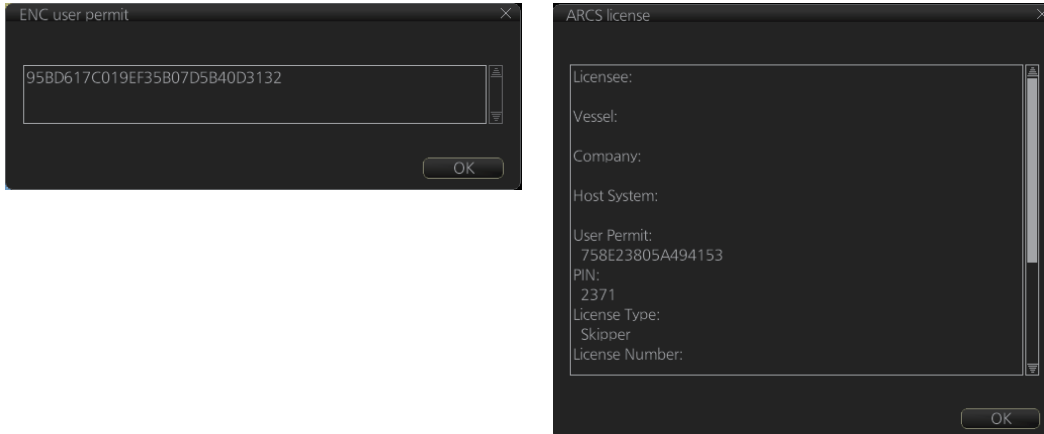 ENC user permit
95BD617C019EF35B07D5B40D3132
OK
ARCS license
Licensee:
Vessel:
Company:
Host System:
User Permit:
758E23805A494153
PIN:
2371
License Type:
Skipper
License Number:
OK